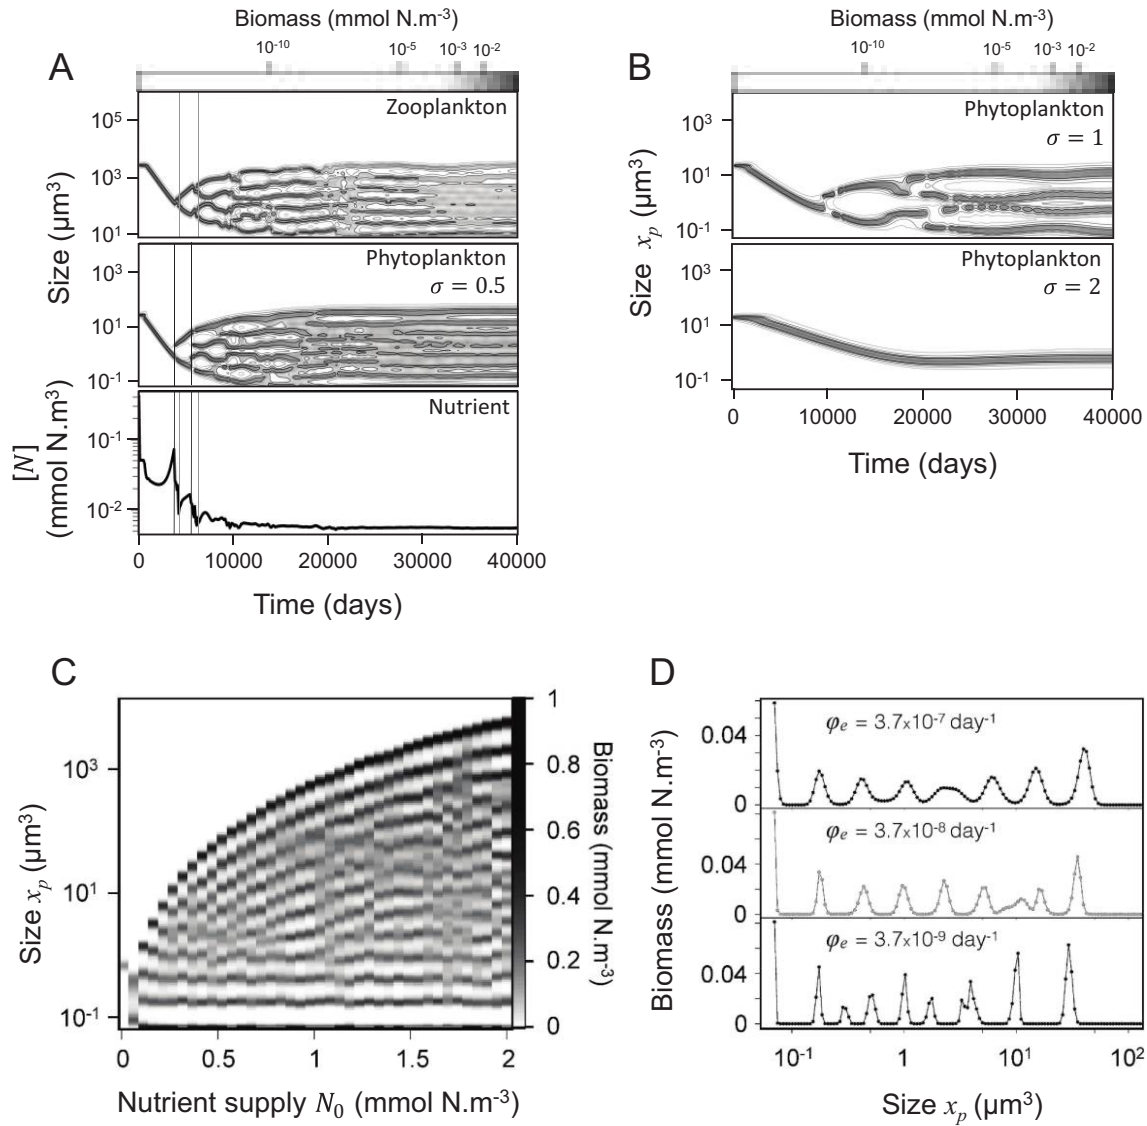 Biomass (mmol N.m-3)
10-10 10-5 10-3 10-2
A
Zooplankton
105
103
101
Size (µm3)
Phytoplankton
σ = 0.5
103
101
10-1
Nutrient
[N]
(mmol N.m3)
10-1
10-2
0 10000 20000 30000 40000
Time (days)
Biomass (mmol N.m-3)
10-10 10-5 10-3 10-2
B
Phytoplankton
σ = 1
103
101
10-1
Size xp (µm3)
Phytoplankton
σ = 2
103
101
10-1
0 10000 20000 30000 40000
Time (days)
C
Size xp (µm3)
103
101
10-1
0 0.5 1 1.5 2
Nutrient supply N0 (mmol N.m-3)
1
0.8
0.6
0.4
0.2
0
Biomass (mmol N.m-3)
D
Biomass (mmol N.m-3)
φe = 3.7x10-7 day-1
0.04
0
φe = 3.7x10-8 day-1
0.04
0
φe = 3.7x10-9 day-1
0.04
0
10-1 1 101 102
Size xp (µm3)